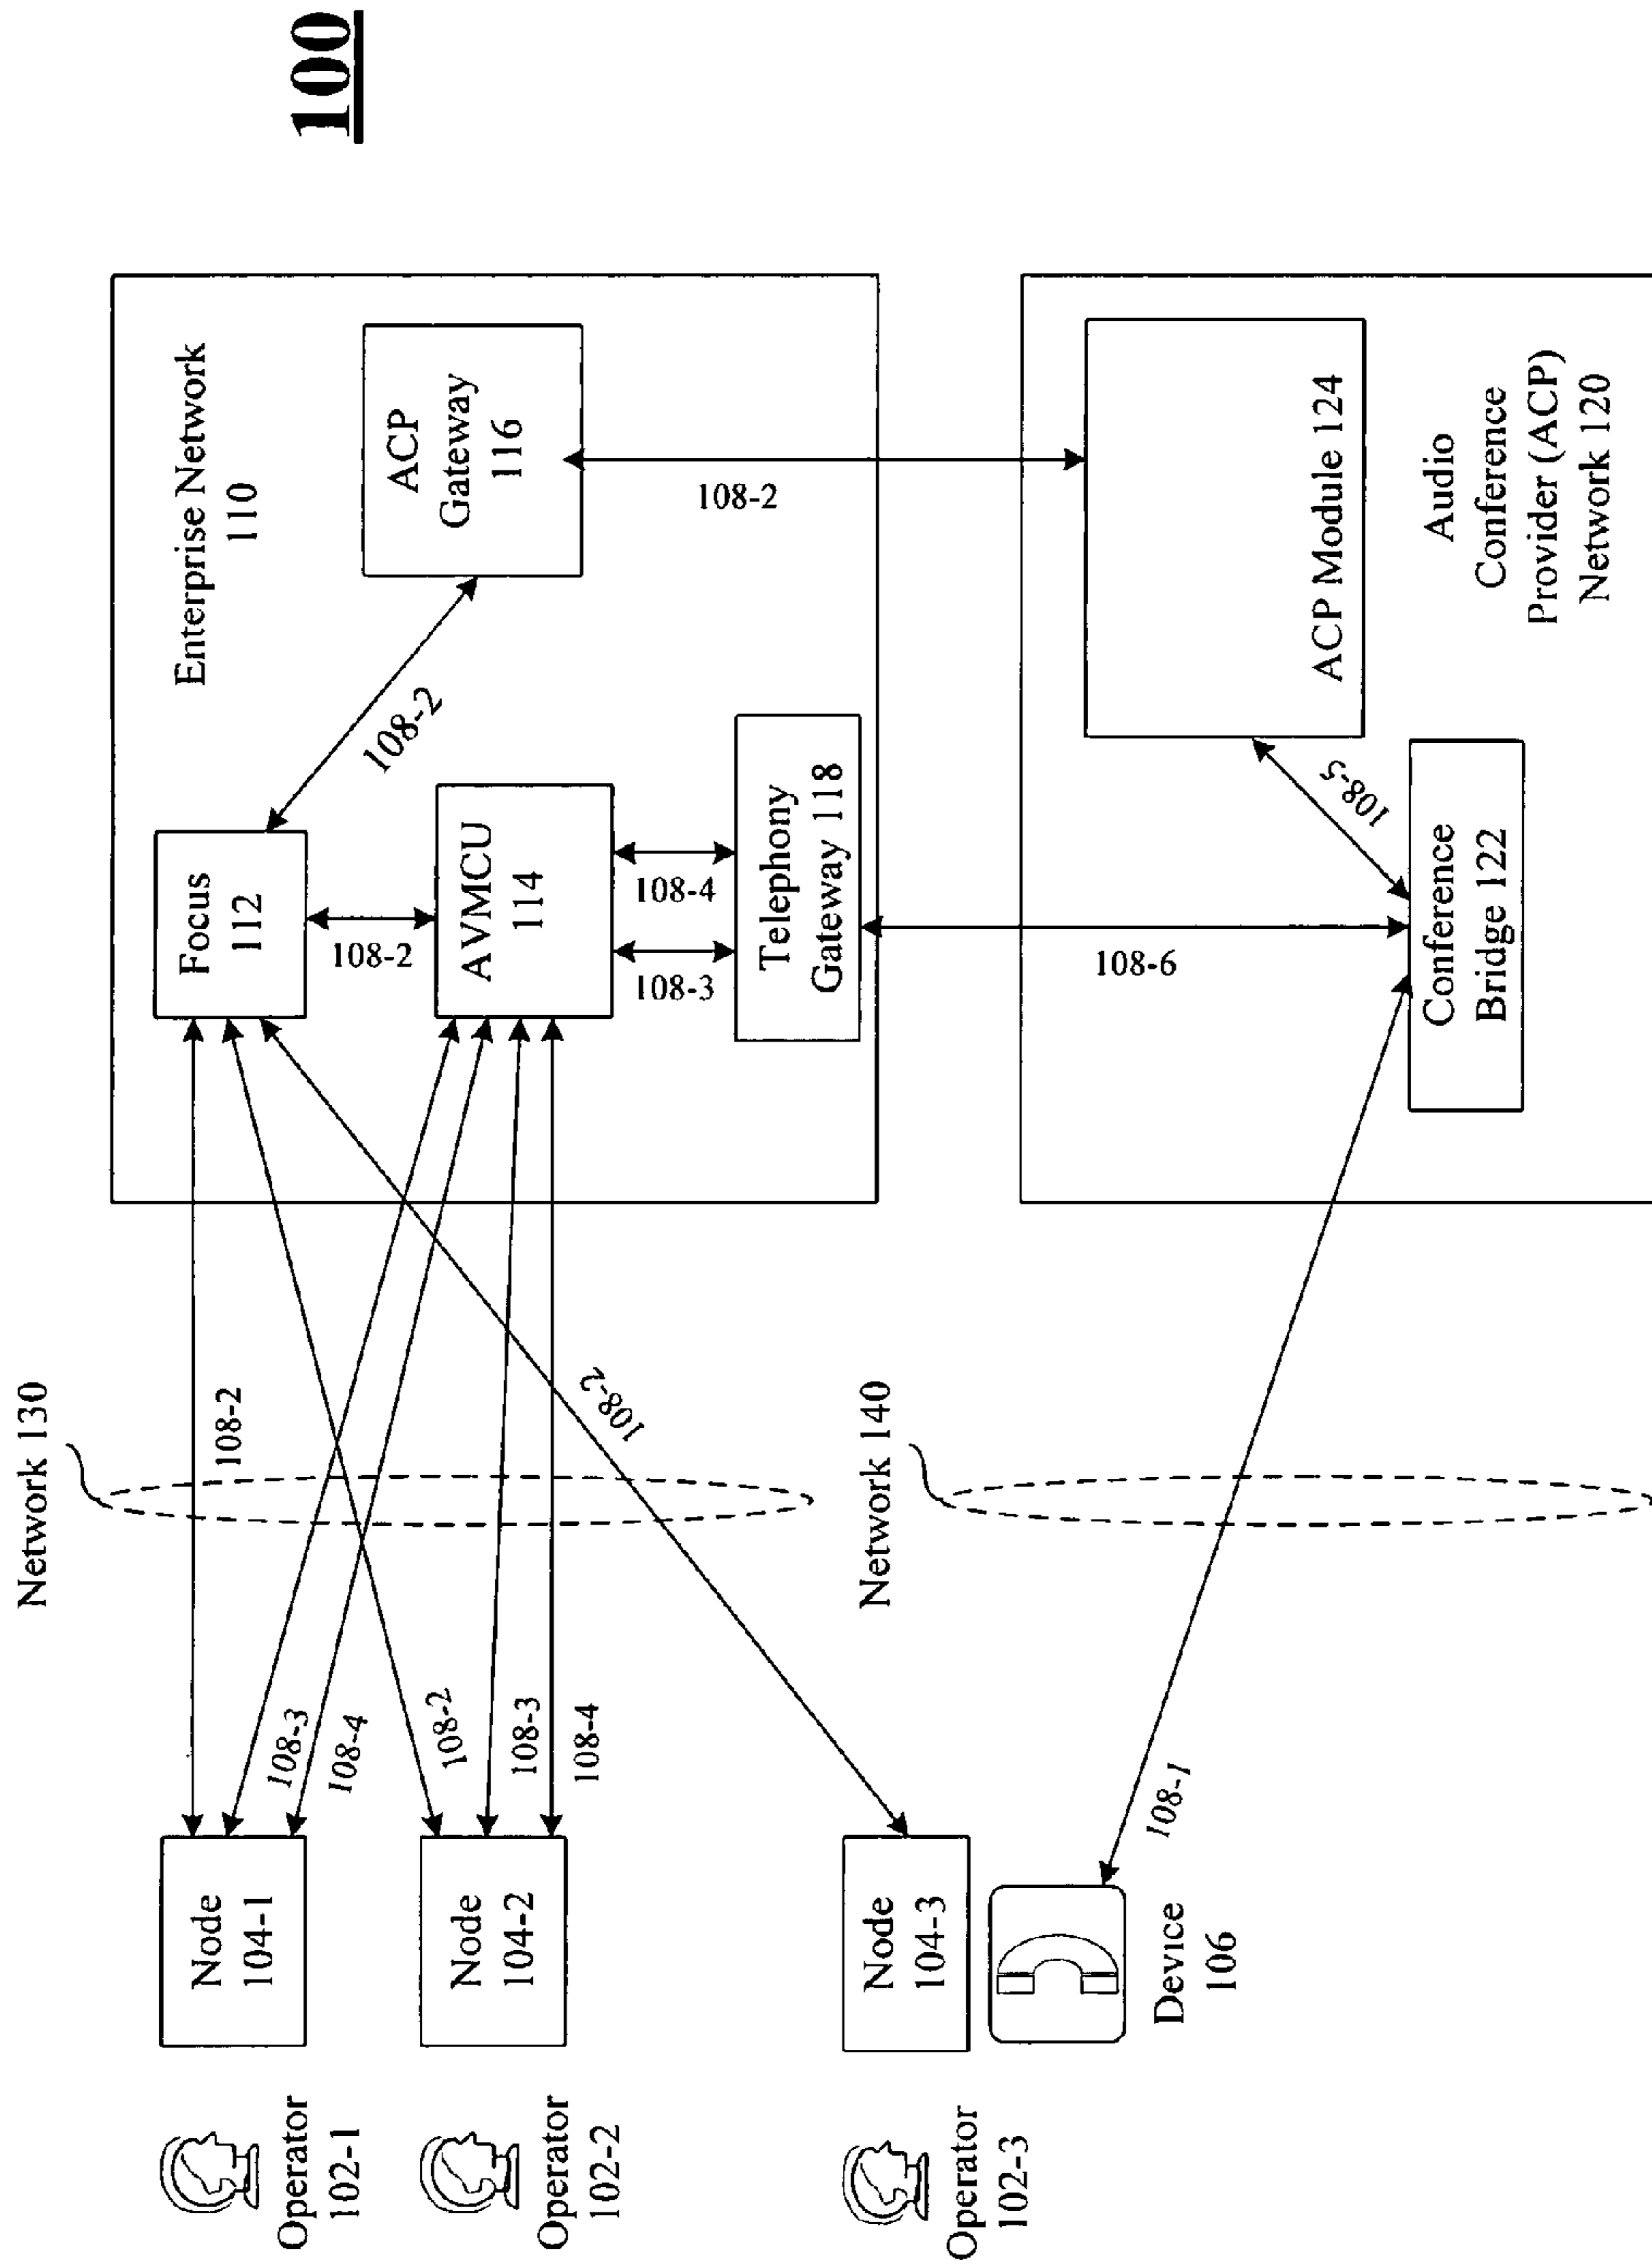 100
Enterprise Network
110
Focus
112
108-2
ACP
Gateway
116
108-2
AVMCU
114
108-3
108-4
Telephony
Gateway 118
108-2
108-6
ACP Module 124
108-5
Conference
Bridge 122
Audio
Conference
Provider (ACP)
Network 120
Network 130
108-2
108-2
Network 140
108-3
108-4
108-2
108-3
108-4
108-1
Node
104-1
Node
104-2
Node
104-3
Device
106
Operator
102-1
Operator
102-2
Operator
102-3